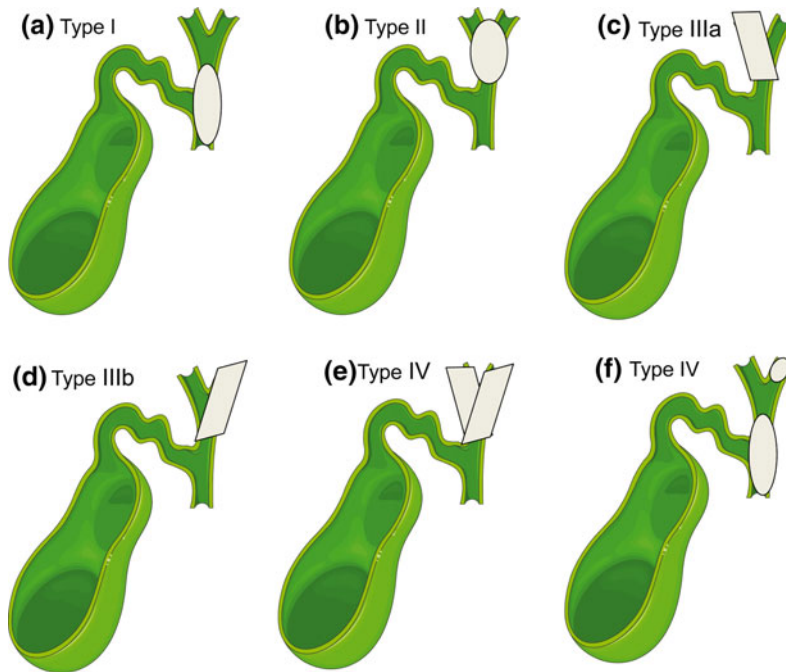 (a) Type I
(b) Type II
(c) Type IIIa
(d) Type IIIb
(e) Type IV
(f) Type IV